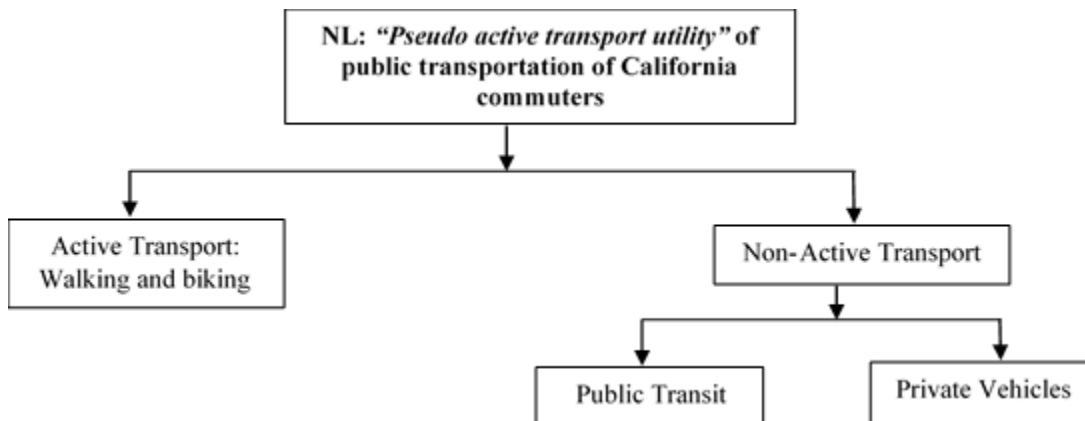 NL: “Pseudo active transport utility” of
public transportation of California
commuters
Active Transport:
Walking and biking
Non-Active Transport
Public Transit
Private Vehicles